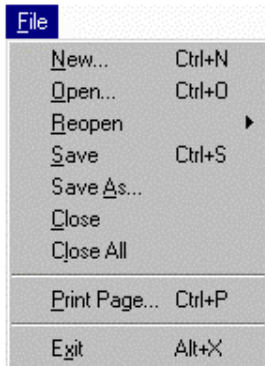 File
New... Ctrl+N
Open... Ctrl+O
Reopen
Save Ctrl+S
Save As...
Close
Close All
Print Page... Ctrl+P
Exit Alt+X